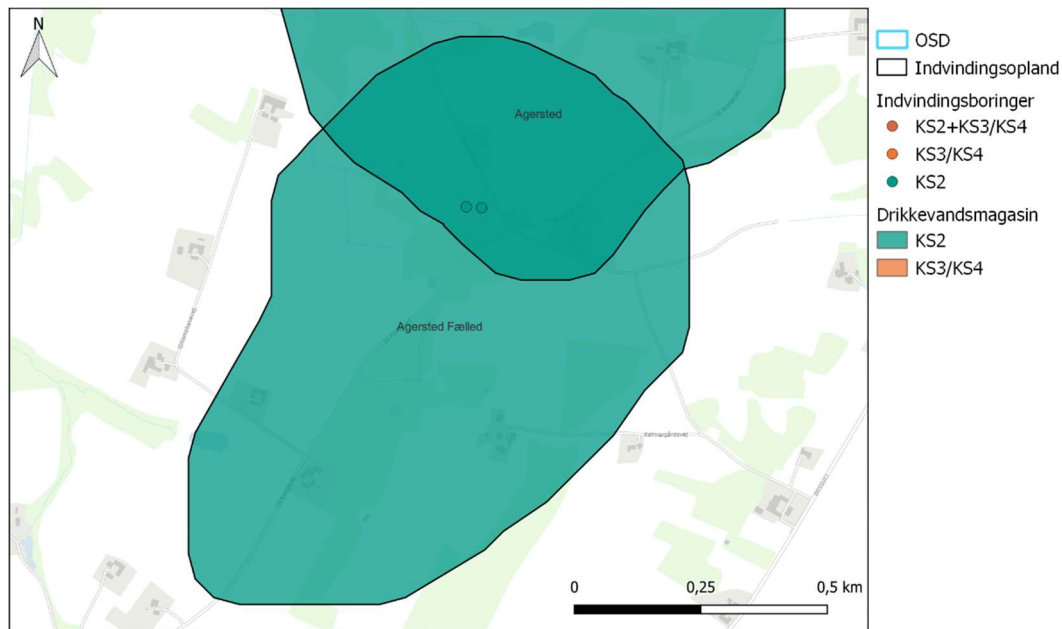 N
Agersted
Agersted Fælled
Kalmargårdsvej
0
0,25
0,5 km
OSD
Indvindingsopland
Indvindingsboringer
KS2+KS3/KS4
KS3/KS4
KS2
Drikkevandsmagasin
KS2
KS3/KS4